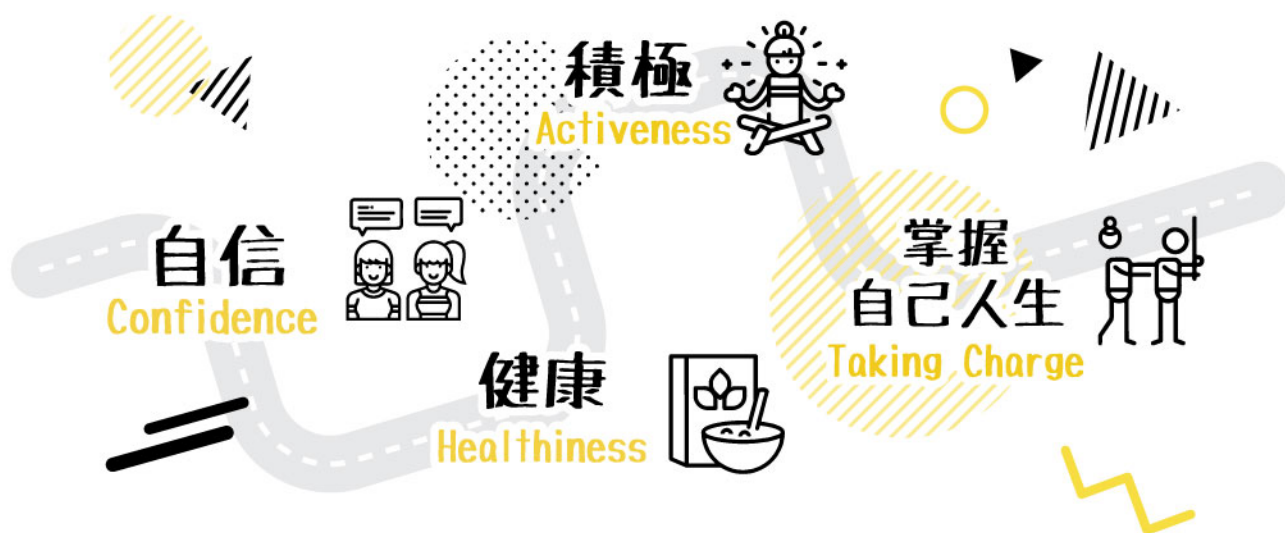 積極
Activeness
自信
Confidence
掌握
自己人生
Taking Charge
健康
Healthiness